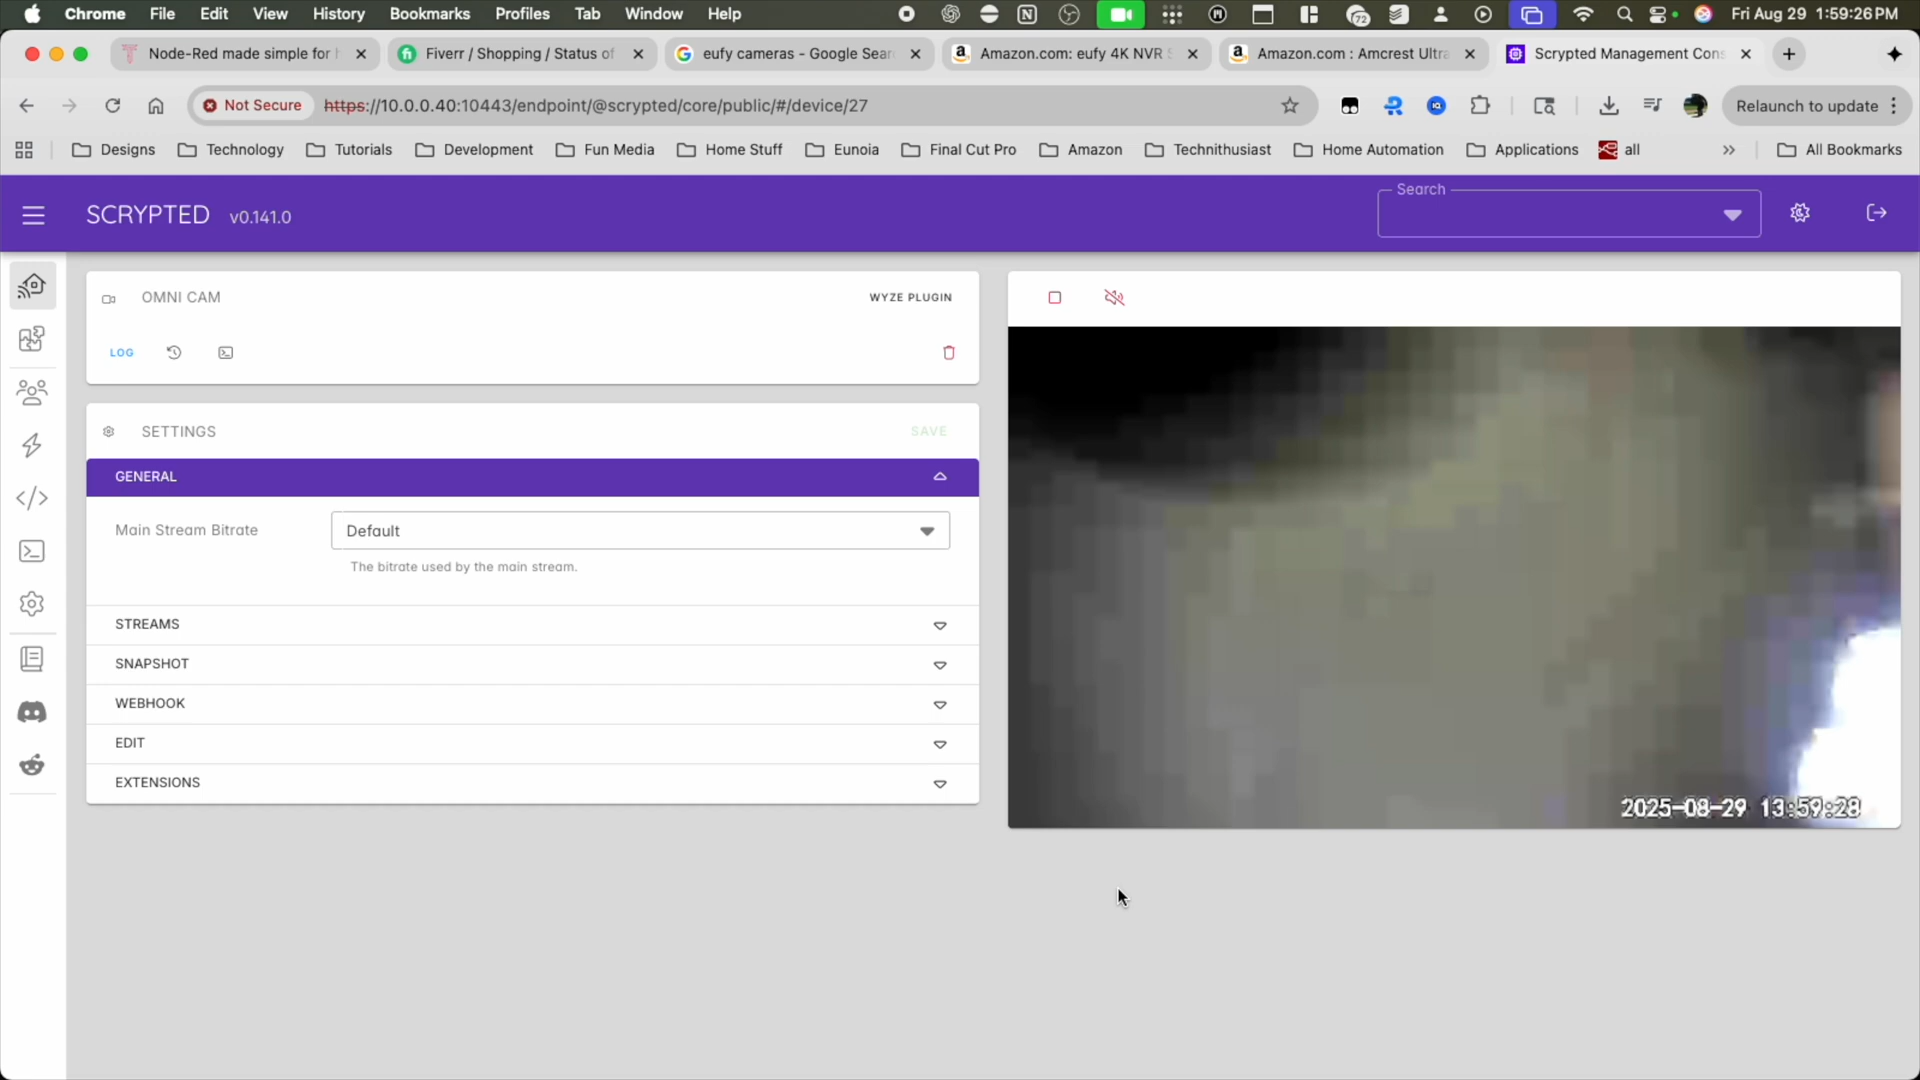 Chrome File Edit View History Bookmarks Profiles Tab Window Help 72 Fri Aug 29 1:59:26 PM
Node-Red made simple for h Fiverr / Shopping / Status of eufy cameras - Google Sear Amazon.com: eufy 4K NVR S Amazon.com : Amcrest Ultra Scrypted Management Cons
Not Secure https://10.0.0.40:10443/endpoint/@scrypted/core/public/#/device/27 Relaunch to update
Designs Technology Tutorials Development Fun Media Home Stuff Eunoia Final Cut Pro Amazon Technithusiast Home Automation Applications all » All Bookmarks
SCRYPTED v0.141.0 Search
OMNI CAM WYZE PLUGIN
LOG
SETTINGS SAVE
GENERAL
Main Stream Bitrate Default
The bitrate used by the main stream.
STREAMS
SNAPSHOT
WEBHOOK
EDIT
EXTENSIONS
2025-08-29 13:59:28